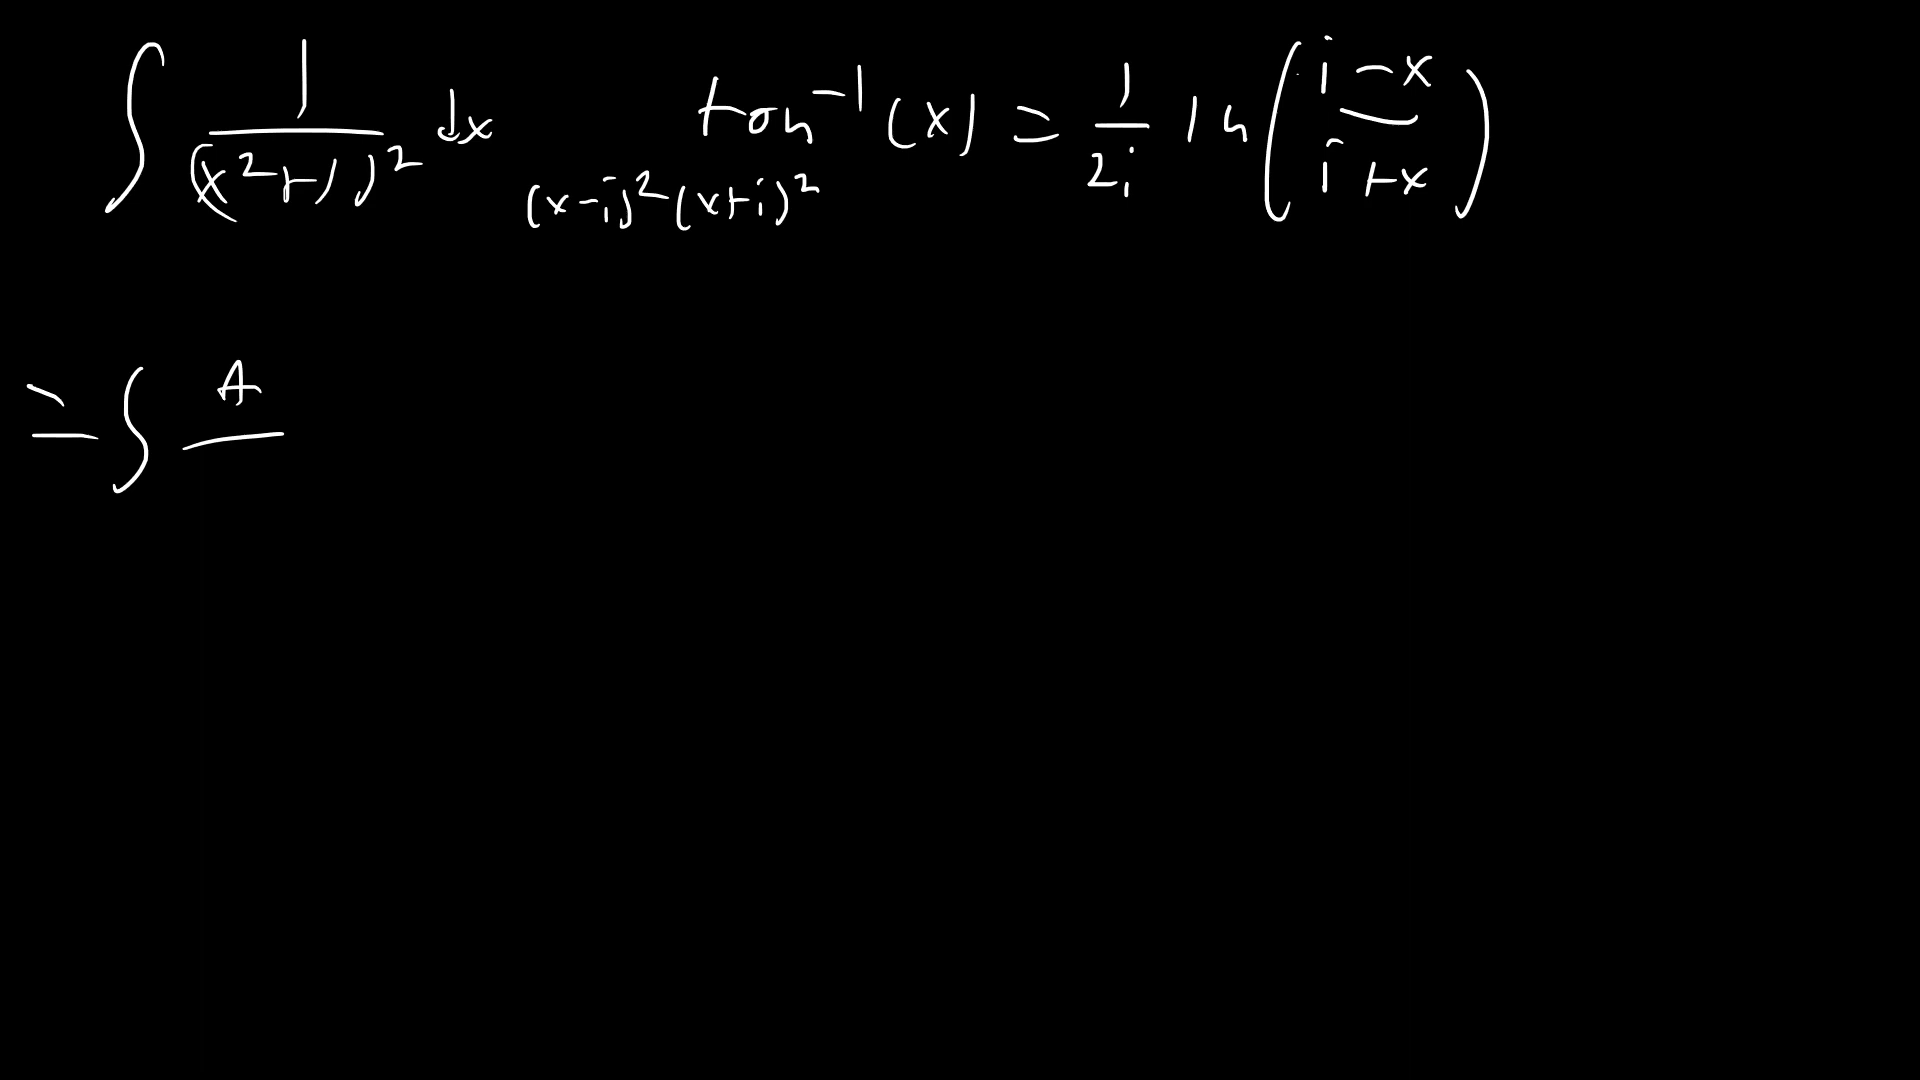 ∫ 1/(x²+1)² dx tan⁻¹(x) = 1/2i ln((i-x)/(i+x))
(x-i)²(x+i)²
= ∫ A